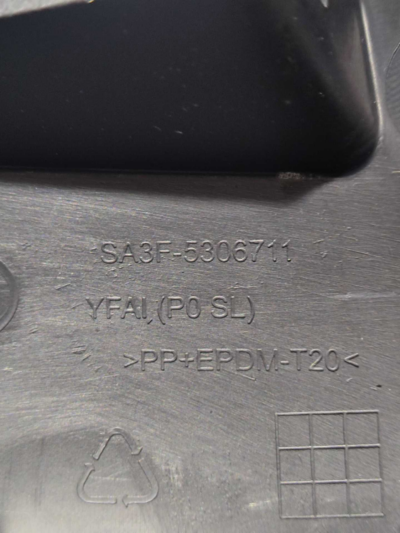 SA3F-5306711
YFAI (P0 SL)
>PP+EPDM-T20<